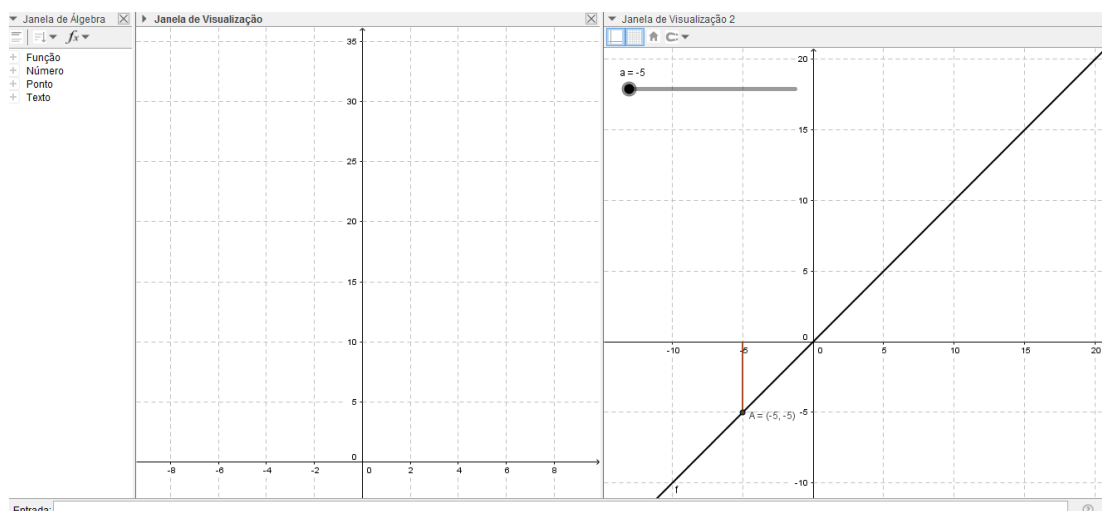 Janela de Álgebra
Janela de Visualização
Janela de Visualização 2
fx
Função
Número
Ponto
Texto
35
30
25
20
15
10
5
0
-8 -6 -4 -2 0 2 4 6 8
a = -5
20
15
10
5
0
-10 -5 0 5 10 15 20
A = (-5, -5)
-5
-10
f
Entrada: